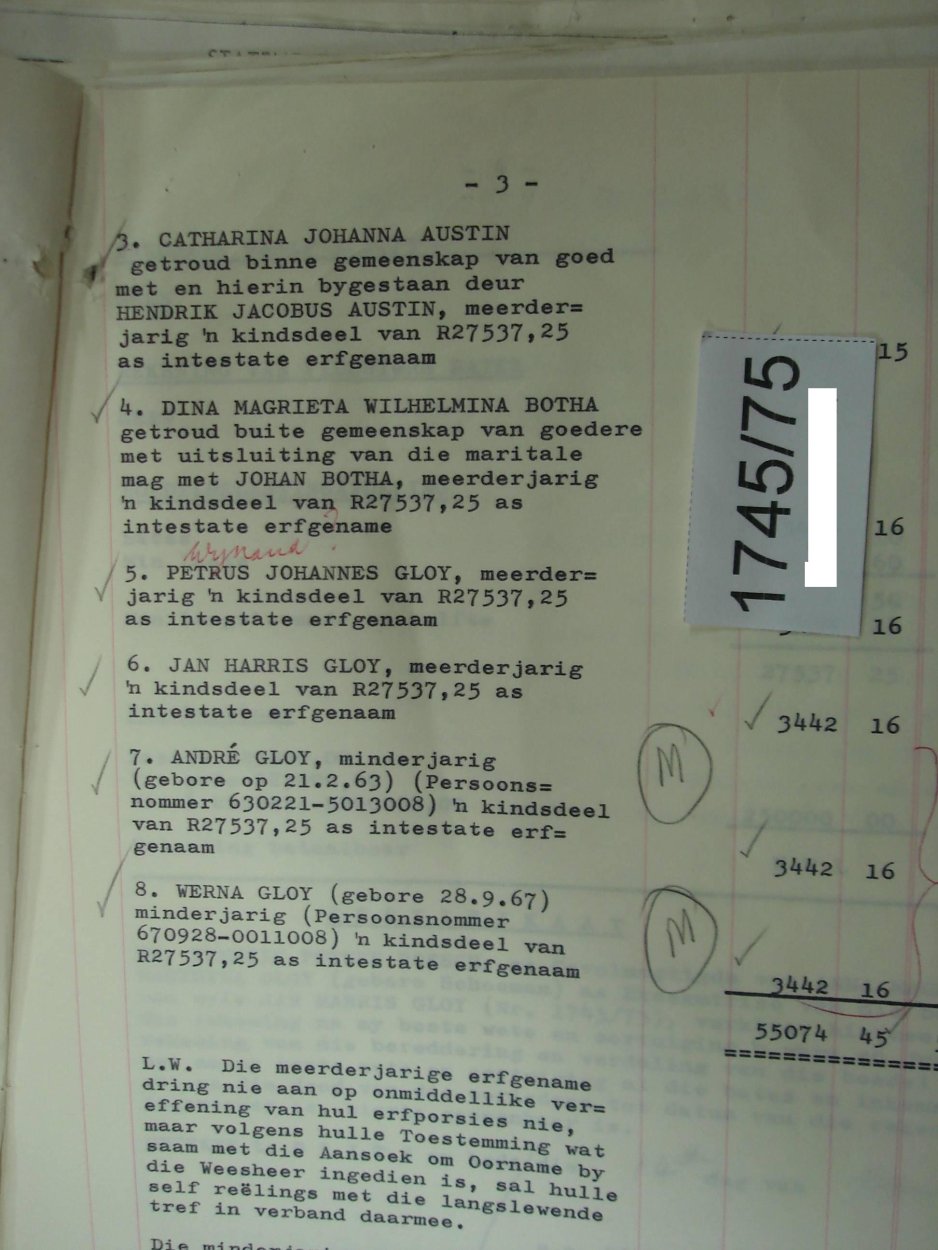 - 3 -
3. CATHARINA JOHANNA AUSTIN
getroud binne gemeenskap van goed
met en hierin bygestaan deur
HENDRIK JACOBUS AUSTIN, meerder=
jarig 'n kindsdeel van R27537,25
as intestate erfgenaam
15
1745/75
4. DINA MAGRIETA WILHELMINA BOTHA
getroud buite gemeenskap van goedere
met uitsluiting van die maritale
mag met JOHAN BOTHA, meerderjarig
'n kindsdeel van R27537,25 as
intestate erfgename
16
Wynand ?
5. PETRUS JOHANNES GLOY, meerder=
jarig 'n kindsdeel van R27537,25
as intestate erfgenaam
16
6. JAN HARRIS GLOY, meerderjarig
'n kindsdeel van R27537,25 as
intestate erfgenaam
3442 16
7. ANDRÉ GLOY, minderjarig
(gebore op 21.2.63) (Persoons=
nommer 630221-5013008) 'n kindsdeel
van R27537,25 as intestate erf=
genaam
M
3442 16
8. WERNA GLOY (gebore 28.9.67)
minderjarig (Persoonsnommer
670928-0011008) 'n kindsdeel van
R27537,25 as intestate erfgenaam
M
3442 16
55074 45
L.W. Die meerderjarige erfgename
dring nie aan op onmiddellike ver=
effening van hul erfporsies nie,
maar volgens hulle Toestemming wat
saam met die Aansoek om Oorname by
die Weesheer ingedien is, sal hulle
self reëlings met die langslewende
tref in verband daarmee.